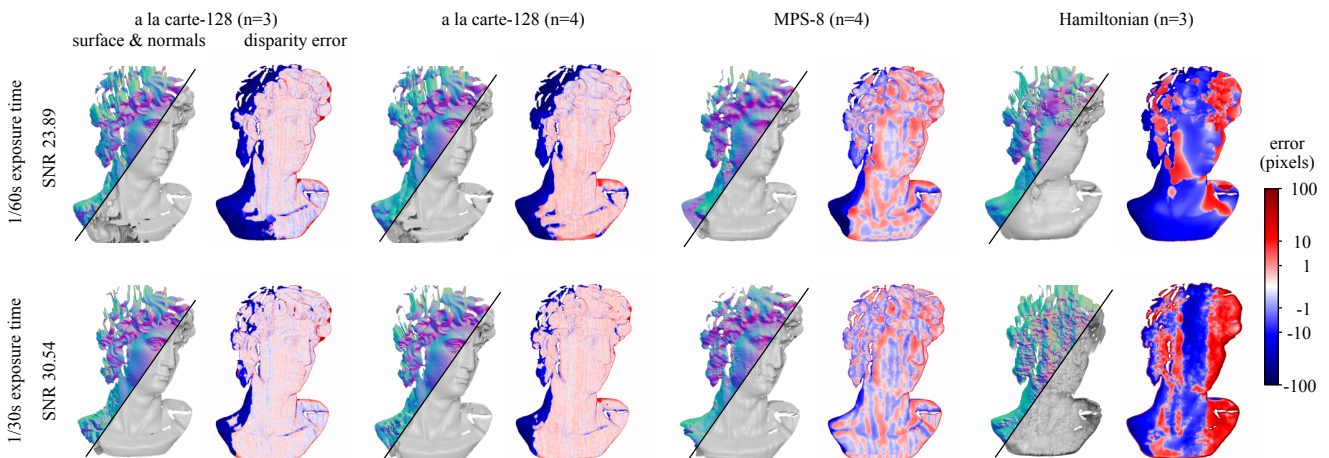 a la carte-128 (n=3)
a la carte-128 (n=4)
MPS-8 (n=4)
Hamiltonian (n=3)
surface & normals
disparity error
1/60s exposure time
SNR 23.89
1/30s exposure time
SNR 30.54
error
(pixels)
100
10
1
-1
-10
-100